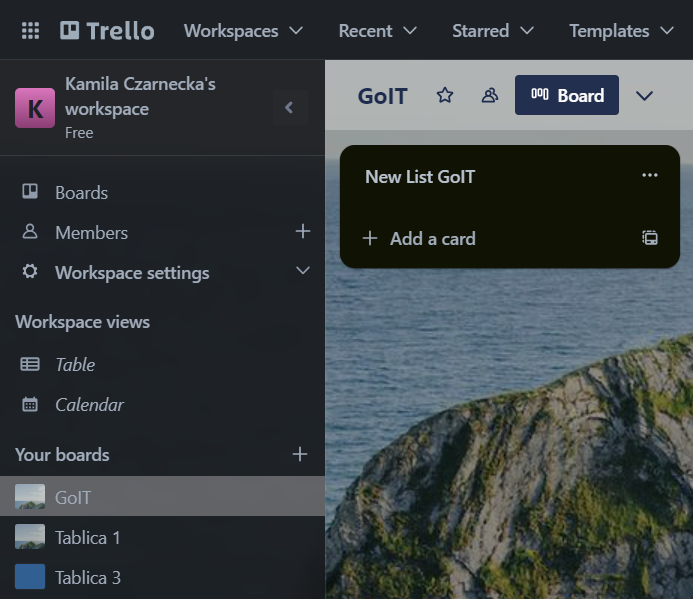 Trello Workspaces Recent Starred Templates
K
Kamila Czarnecka's
workspace
Free
Boards
Members
Workspace settings
Workspace views
Table
Calendar
Your boards
GoIT
Tablica 1
Tablica 3
GoIT Board
New List GoIT
Add a card